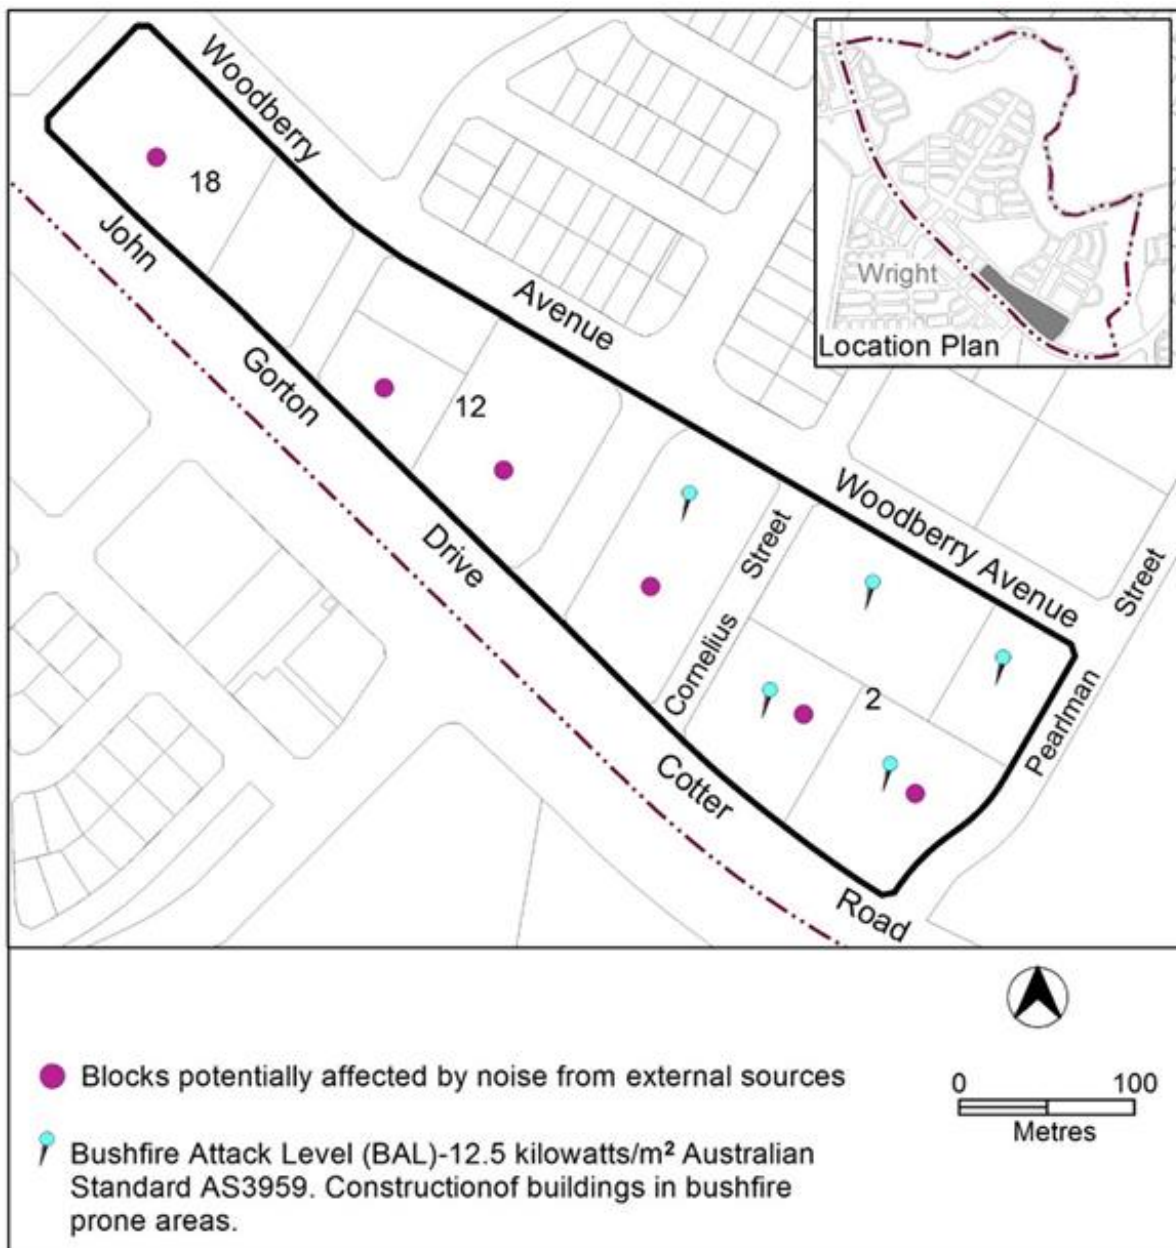 Woodberry
18
John
Wright
Location Plan
Avenue
Gorton
12
Drive
Woodberry Avenue
Street
Street
Cornelius
2
Pearlman
Cotter
Road
Blocks potentially affected by noise from external sources
0 100
Metres
Bushfire Attack Level (BAL)-12.5 kilowatts/m² Australian
Standard AS3959. Constructionof buildings in bushfire
prone areas.